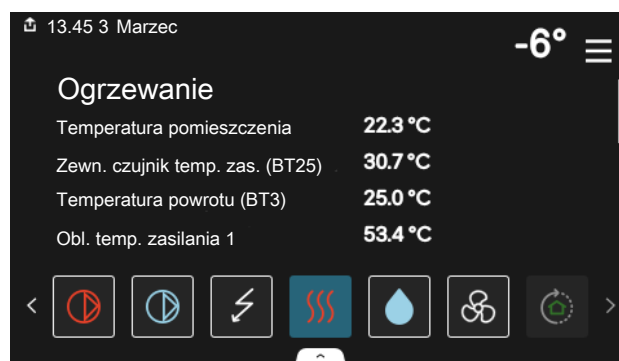 13.45 3 Marzec
-6°
Ogrzewanie
Temperatura pomieszczenia 22.3 °C
Zewn. czujnik temp. zas. (BT25) 30.7 °C
Temperatura powrotu (BT3) 25.0 °C
Obl. temp. zasilania 1 53.4 °C